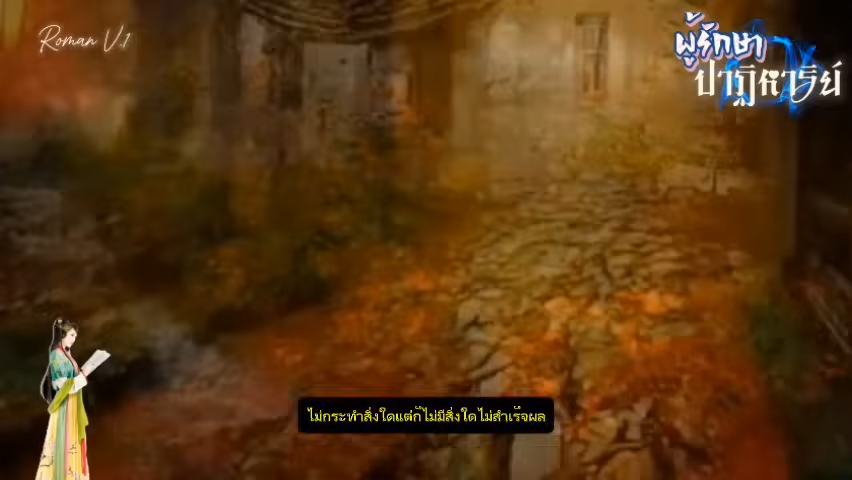 Roman V.1
ผู้รักษา
ปาฏิหาริย์
ไม่กระทำสิ่งใดแต่ก็ไม่มีสิ่งใดไม่สำเร็จผล